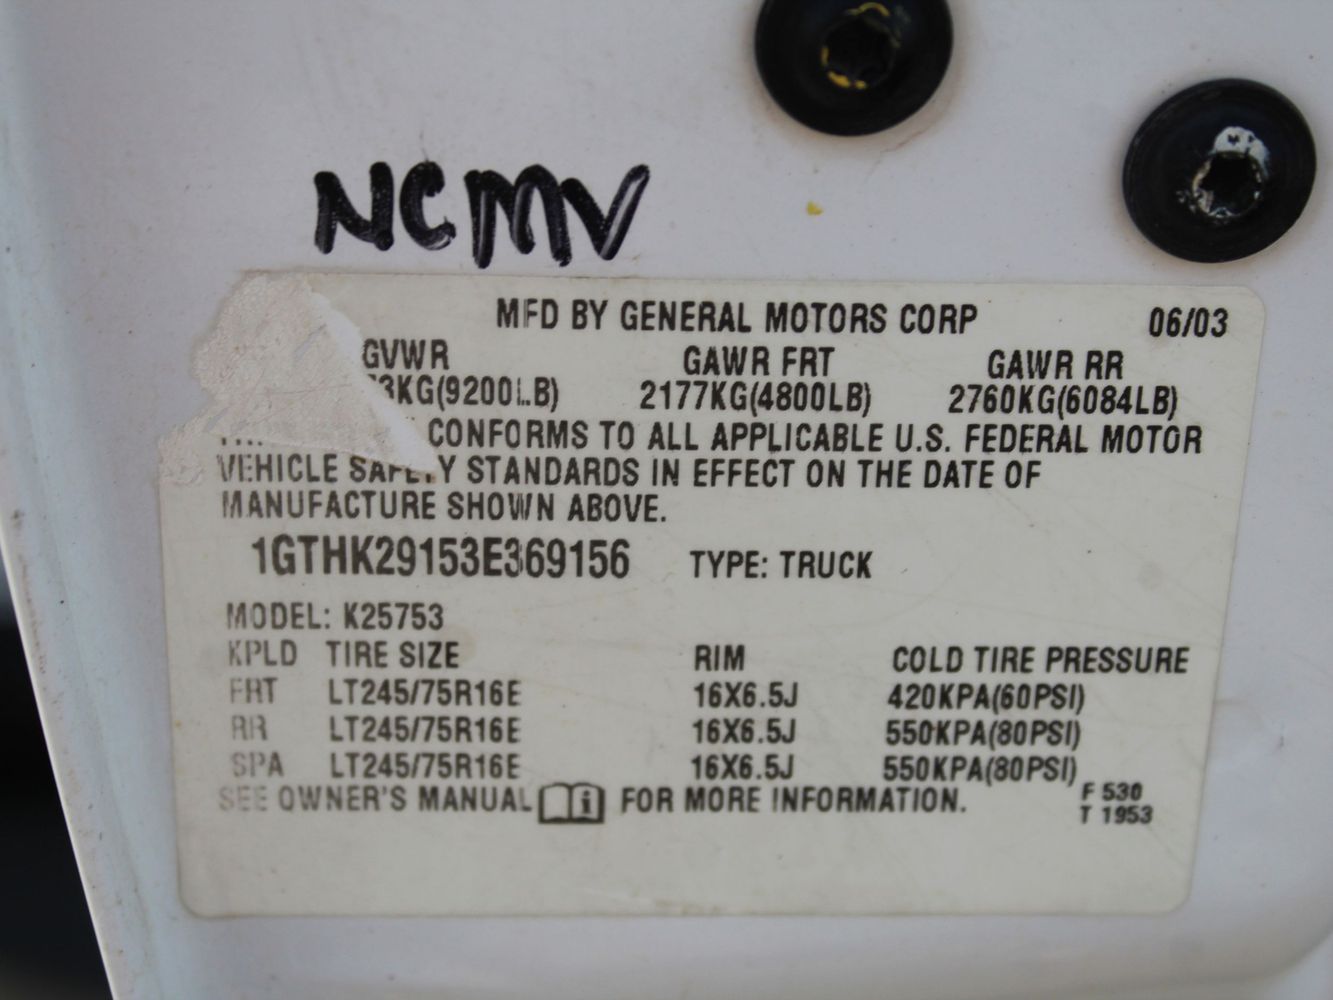 NCMV
MFD BY GENERAL MOTORS CORP 06/03
GVWR GAWR FRT GAWR RR
3KG(9200LB) 2177KG(4800LB) 2760KG(6084LB)
CONFORMS TO ALL APPLICABLE U.S. FEDERAL MOTOR
VEHICLE SAFETY STANDARDS IN EFFECT ON THE DATE OF
MANUFACTURE SHOWN ABOVE.
1GTHK29153E369156 TYPE: TRUCK
MODEL: K25753
KPLD TIRE SIZE RIM COLD TIRE PRESSURE
FRT LT245/75R16E 16X6.5J 420KPA(60PSI)
RR LT245/75R16E 16X6.5J 550KPA(80PSI)
SPA LT245/75R16E 16X6.5J 550KPA(80PSI)
SEE OWNER'S MANUAL i FOR MORE INFORMATION.
F 530
T 1953